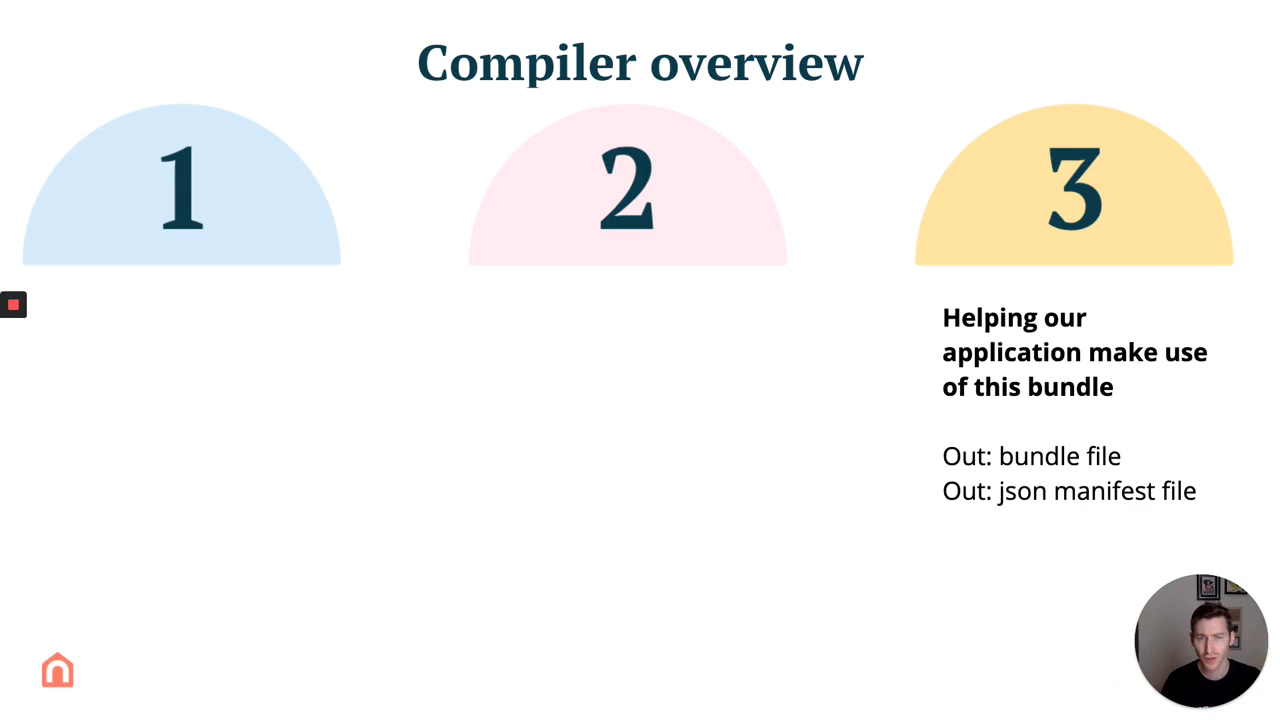 Compiler overview
1
2
3
Helping our
application make use
of this bundle
Out: bundle file
Out: json manifest file